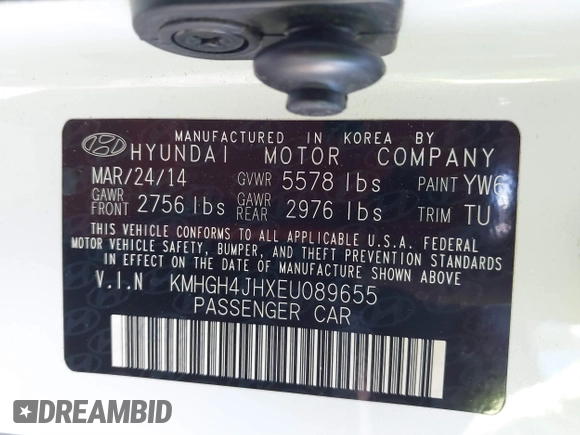 MANUFACTURED IN KOREA BY
HYUNDAI MOTOR COMPANY
MAR/24/14 GVWR 5578 lbs PAINT YW6
GAWR FRONT 2756 lbs GAWR REAR 2976 lbs TRIM TU
THIS VEHICLE CONFORMS TO ALL APPLICABLE U.S.A. FEDERAL
MOTOR VEHICLE SAFETY, BUMPER, AND THEFT PREVENTION STANDARDS
IN EFFECT ON THE DATE OF MANUFACTURE SHOWN ABOVE
V.I.N KMHGH4JHXEU089655
PASSENGER CAR
DREAMBID